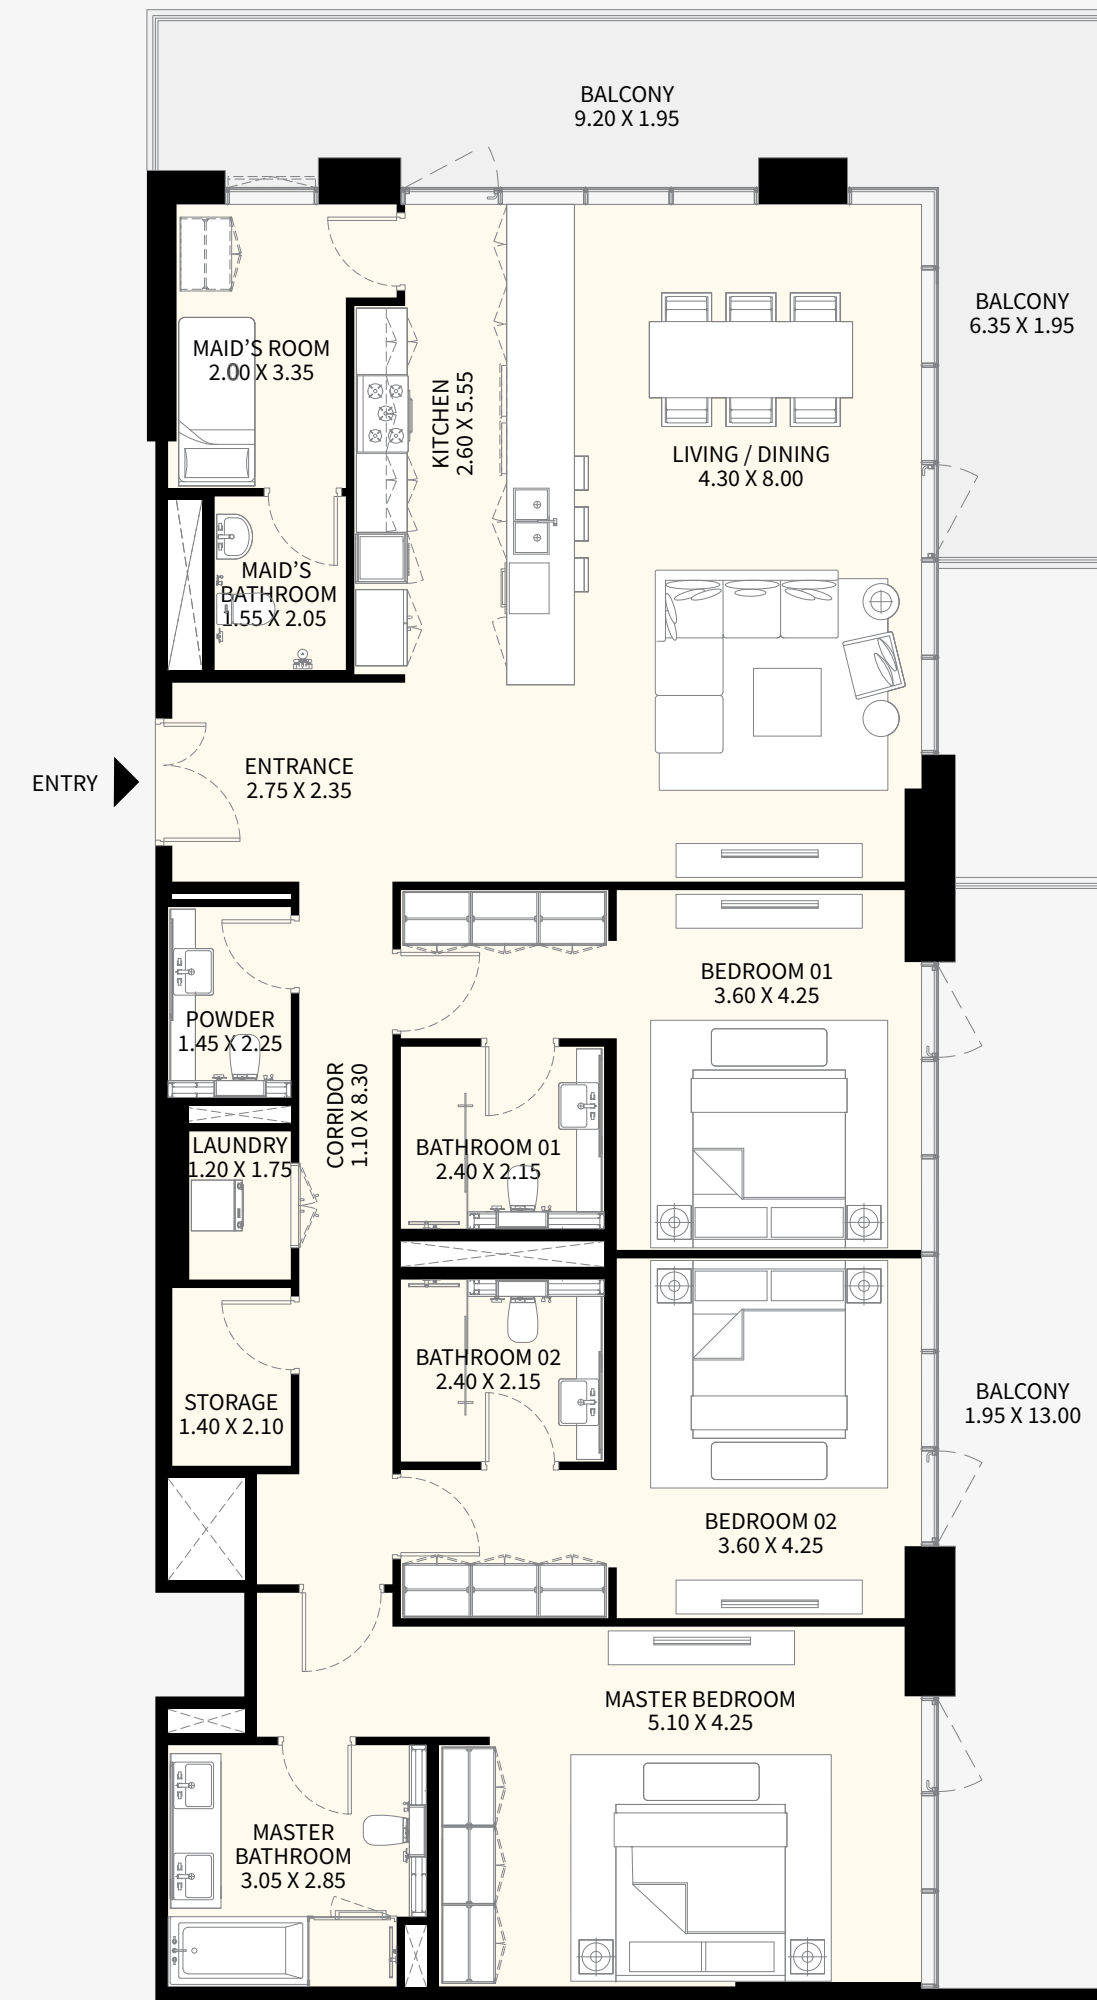 BALCONY
9.20 X 1.95
BALCONY
6.35 X 1.95
MAID’S ROOM
2.00 X 3.35
KITCHEN
2.60 X 5.55
LIVING / DINING
4.30 X 8.00
MAID’S
BATHROOM
1.55 X 2.05
ENTRY
ENTRANCE
2.75 X 2.35
BEDROOM 01
3.60 X 4.25
POWDER
1.45 X 2.25
CORRIDOR
1.10 X 8.30
LAUNDRY
1.20 X 1.75
BATHROOM 01
2.40 X 2.15
BATHROOM 02
2.40 X 2.15
STORAGE
1.40 X 2.10
BALCONY
1.95 X 13.00
BEDROOM 02
3.60 X 4.25
MASTER BEDROOM
5.10 X 4.25
MASTER
BATHROOM
3.05 X 2.85